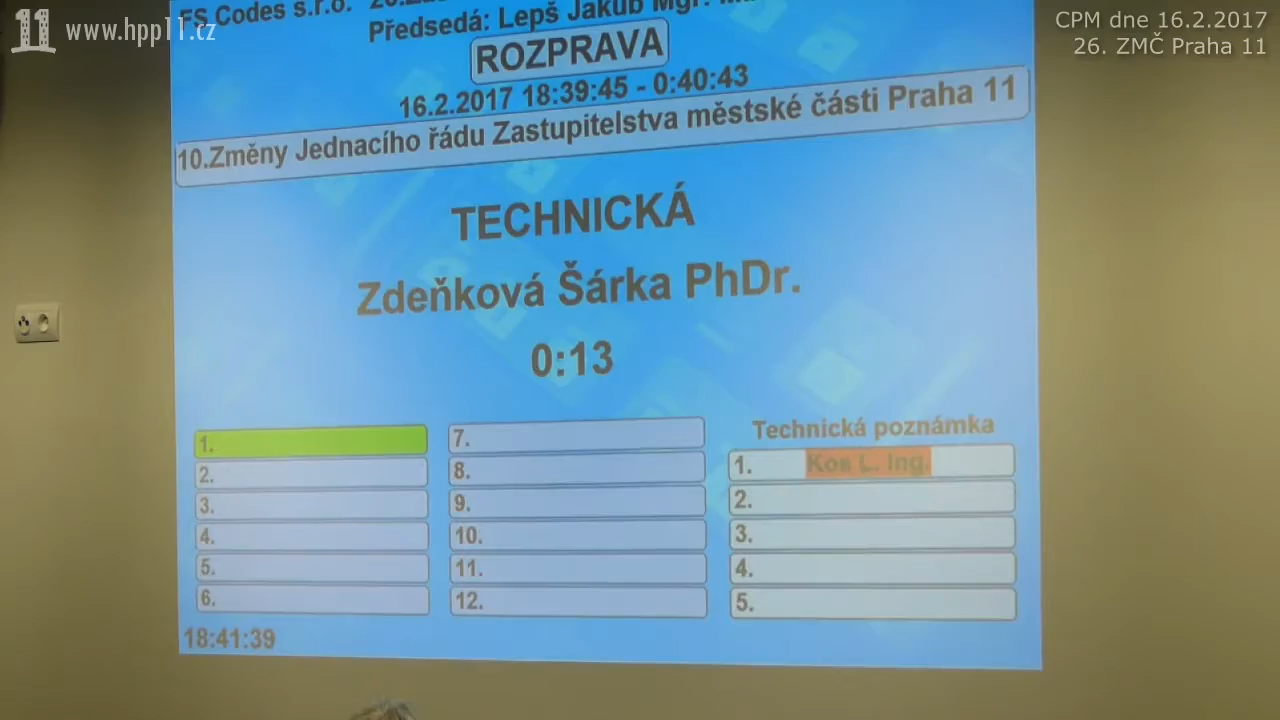 11 www.hpp11.cz
CPM dne 16.2.2017
26. ZMČ Praha 11
FS Codes s.r.o.
Předsedá: Lepš Jakub Mgr.
ROZPRAVA
16.2.2017 18:39:45 - 0:40:43
10.Změny Jednacího řádu Zastupitelstva městské části Praha 11
TECHNICKÁ
Zdeňková Šárka PhDr.
0:13
Technická poznámka
1.
2.
3.
4.
5.
6.
7.
8.
9.
10.
11.
12.
1. Kos L. Ing.
2.
3.
4.
5.
18:41:39